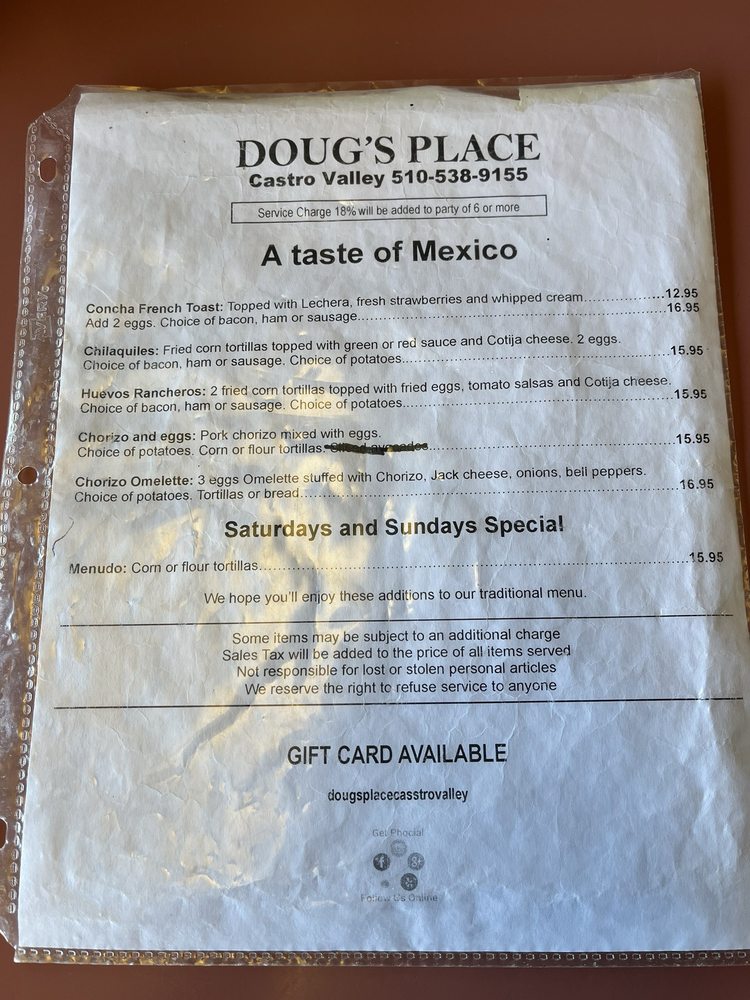 DOUG'S PLACE
Castro Valley 510-538-9155
Service Charge 18% will be added to party of 6 or more
A taste of Mexico
Concha French Toast: Topped with Lechera, fresh strawberries and whipped cream....................12.95
Add 2 eggs. Choice of bacon, ham or sausage....................16.95
Chilaquiles: Fried corn tortillas topped with green or red sauce and Cotija cheese. 2 eggs.
Choice of bacon, ham or sausage. Choice of potatoes....................15.95
Huevos Rancheros: 2 fried corn tortillas topped with fried eggs, tomato salsas and Cotija cheese.
Choice of bacon, ham or sausage. Choice of potatoes....................15.95
Chorizo and eggs: Pork chorizo mixed with eggs.
Choice of potatoes. Corn or flour tortillas. ....................15.95
Chorizo Omelette: 3 eggs Omelette stuffed with Chorizo, Jack cheese, onions, bell peppers.
Choice of potatoes. Tortillas or bread....................16.95
Saturdays and Sundays Special
Menudo: Corn or flour tortillas....................15.95
We hope you'll enjoy these additions to our traditional menu.
Some items may be subject to an additional charge
Sales Tax will be added to the price of all items served
Not responsible for lost or stolen personal articles
We reserve the right to refuse service to anyone
GIFT CARD AVAILABLE
dougsplacecasstrovalley
Get Phocial
Follow Us Online